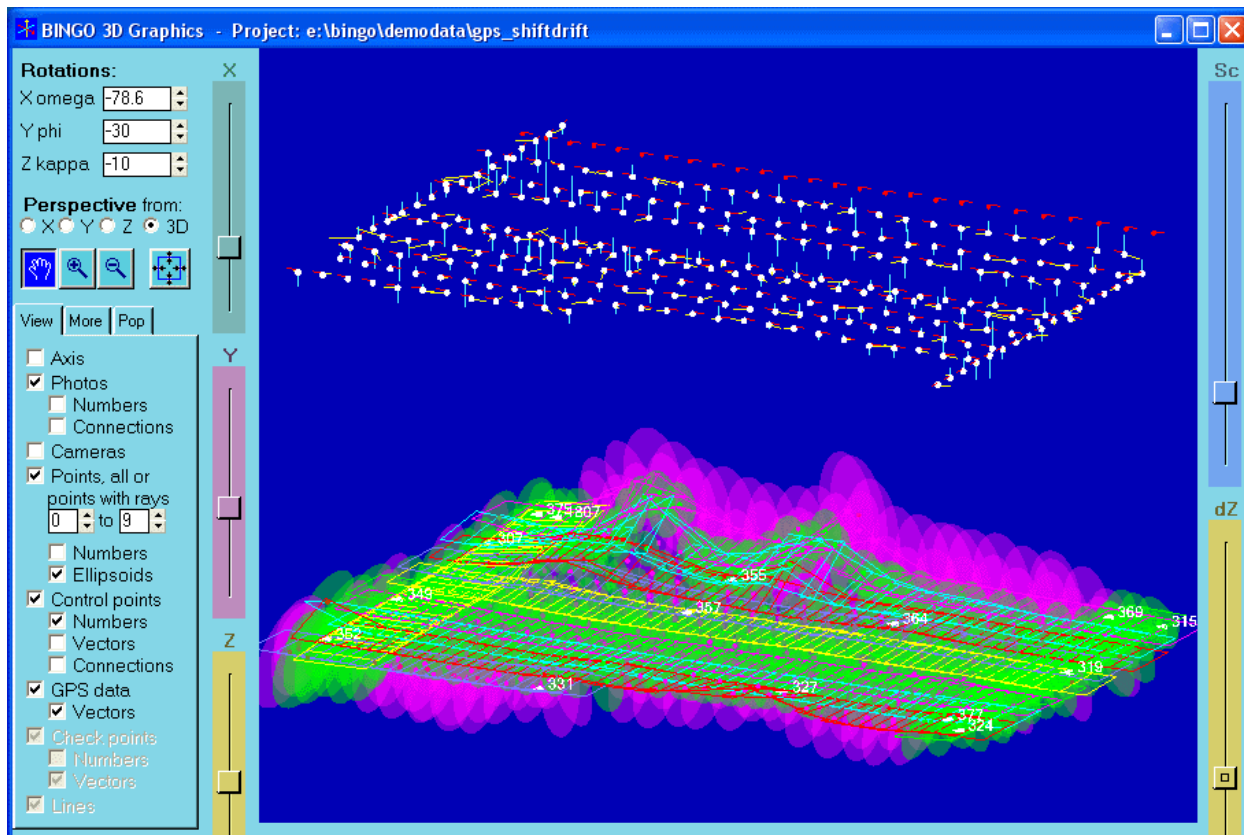 BINGO 3D Graphics - Project: e:\bingo\demodata\gps_shiftdrift
Rotations:
X omega -78.6
Y phi -30
Z kappa -10
Perspective from:
X Y Z 3D
View More Pop
Axis
Photos
Numbers
Connections
Cameras
Points, all or
points with rays
0 to 9
Numbers
Ellipsoids
Control points
Numbers
Vectors
Connections
GPS data
Vectors
Check points
Numbers
Vectors
Lines
X
Y
Z
375 1807
307
355
343
357
364
369
315
352
319
331
327
377
324
Sc
dZ